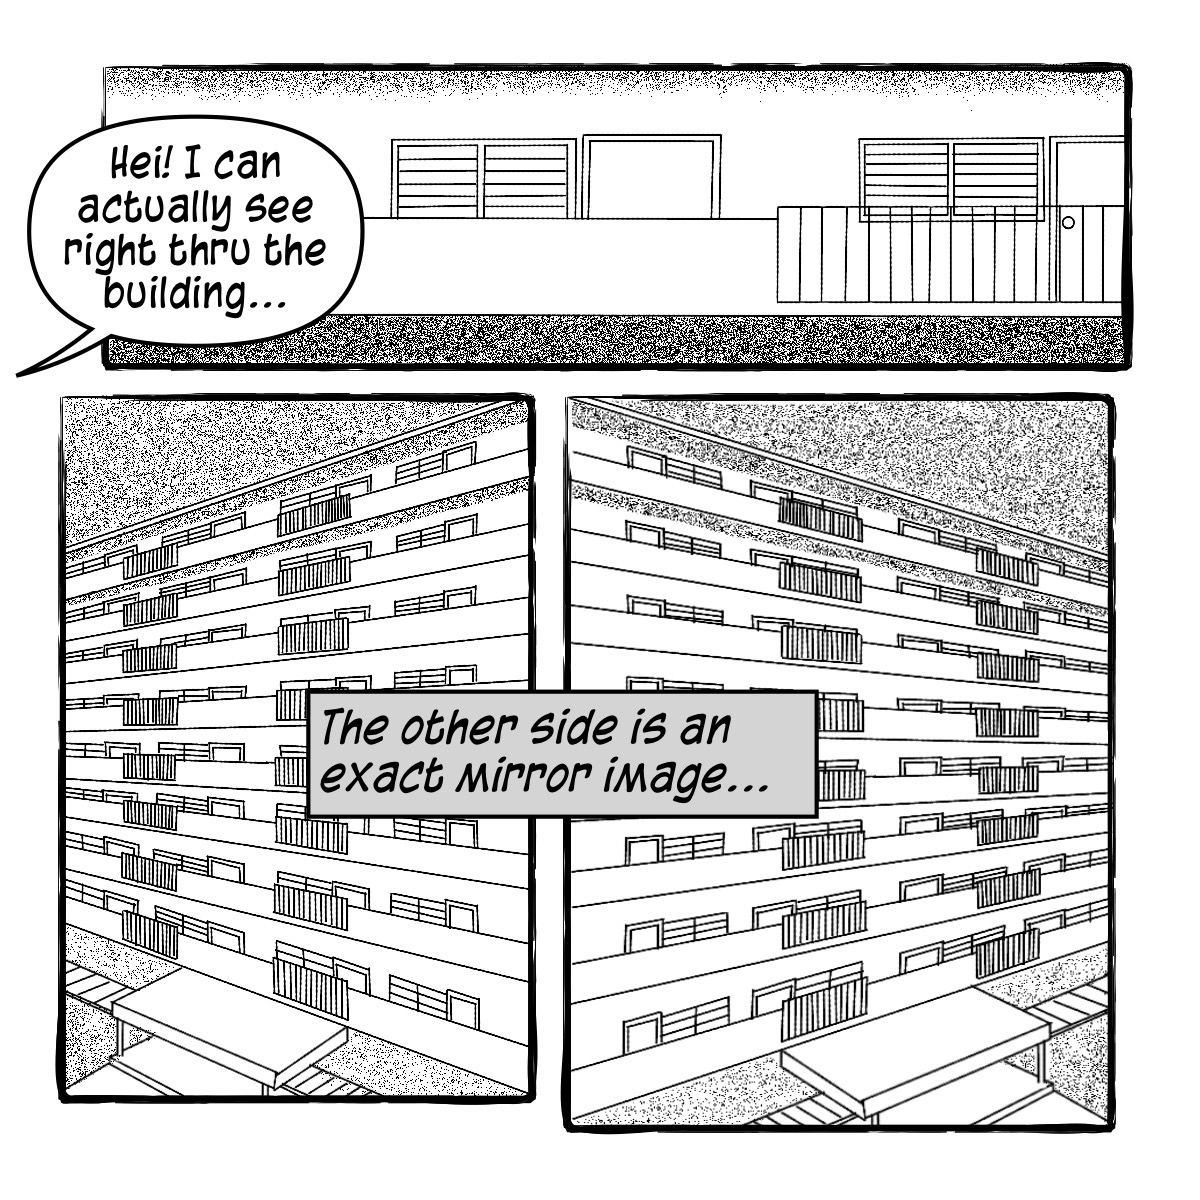 Hei! I can
actually see
right thru the
building...
The other side is an
exact mirror image...